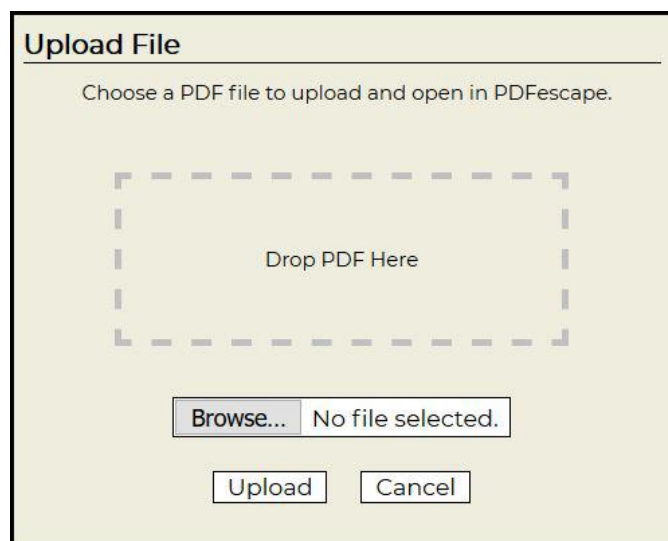 Upload File
Choose a PDF file to upload and open in PDFescape.
Drop PDF Here
Browse... No file selected.
Upload Cancel